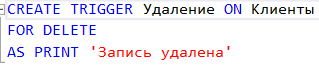 CREATE TRIGGER Удаление ON Клиенты
FOR DELETE
AS PRINT 'Запись удалена'